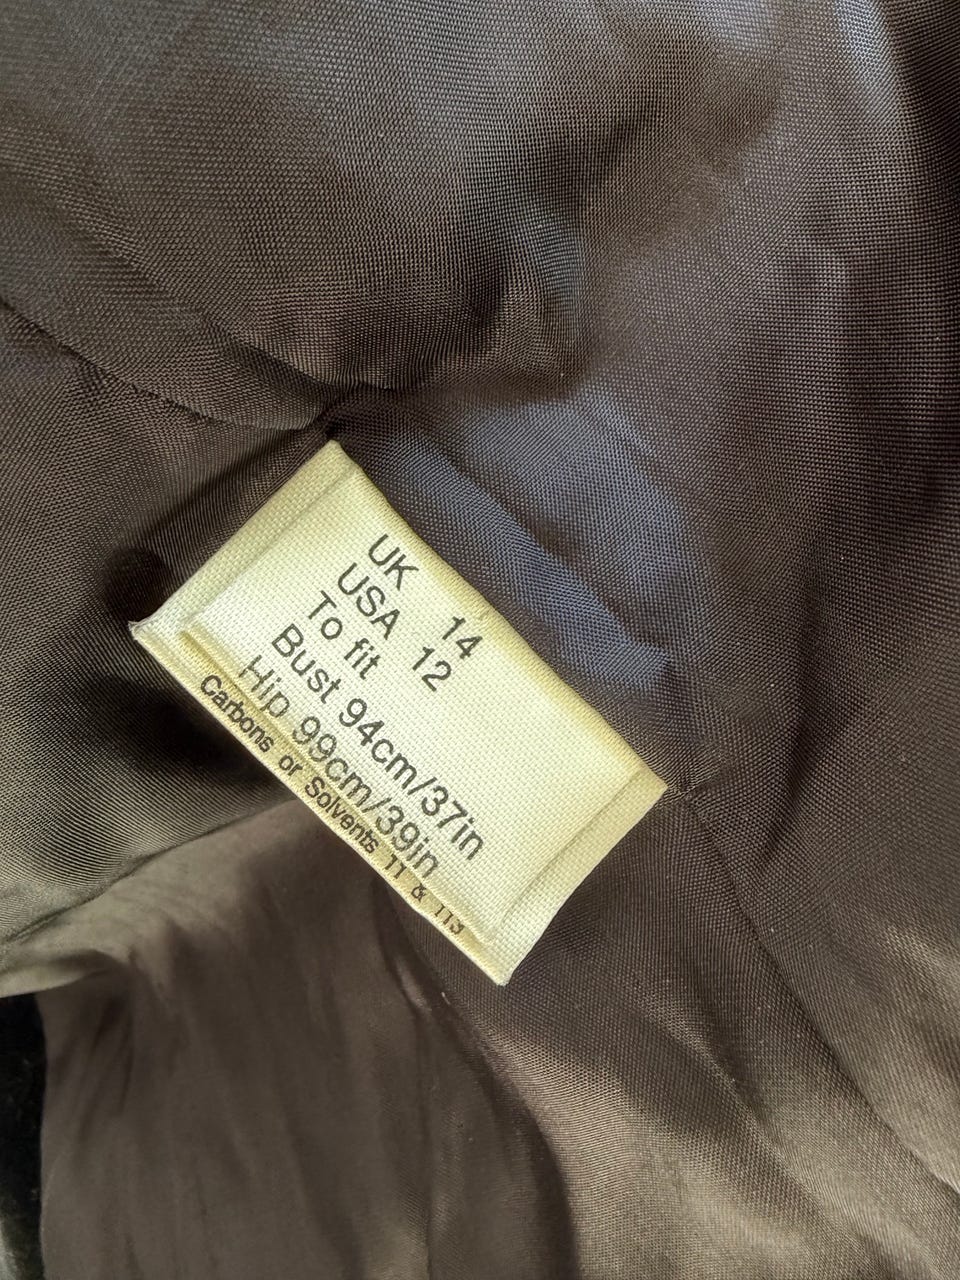 UK 14
USA 12
To fit
Bust 94cm/37in
Hip 99cm/39in
Carbons or Solvents 11 & 113